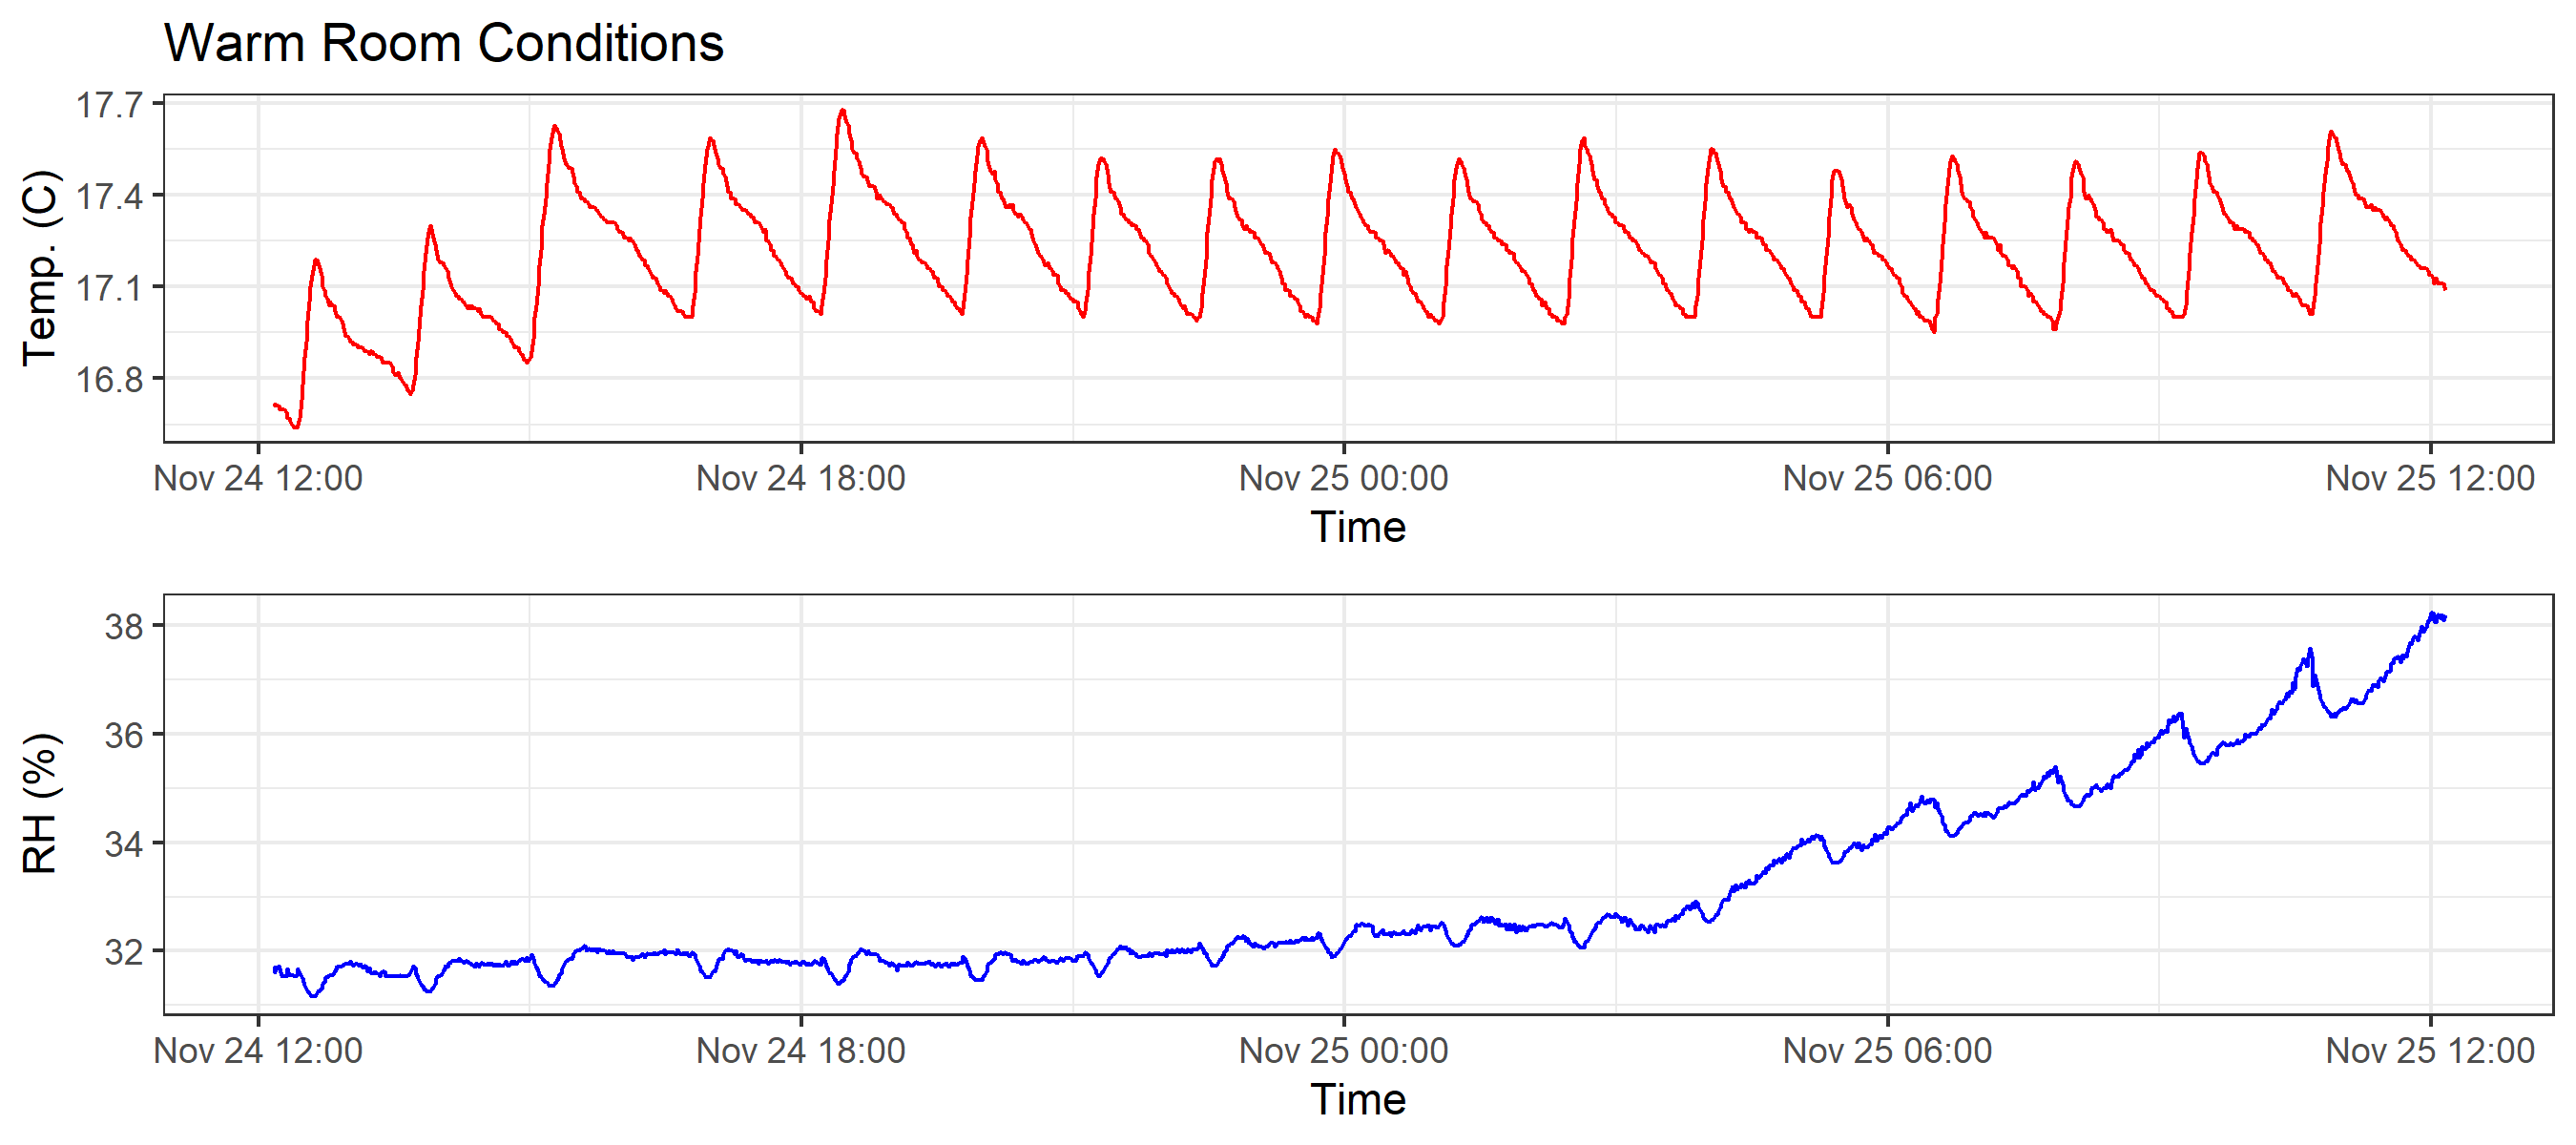 Warm Room Conditions
17.7
17.4
17.1
16.8
Temp. (C)
Nov 24 12:00 Nov 24 18:00 Nov 25 00:00 Nov 25 06:00 Nov 25 12:00
Time
38
36
34
32
RH (%)
Nov 24 12:00 Nov 24 18:00 Nov 25 00:00 Nov 25 06:00 Nov 25 12:00
Time